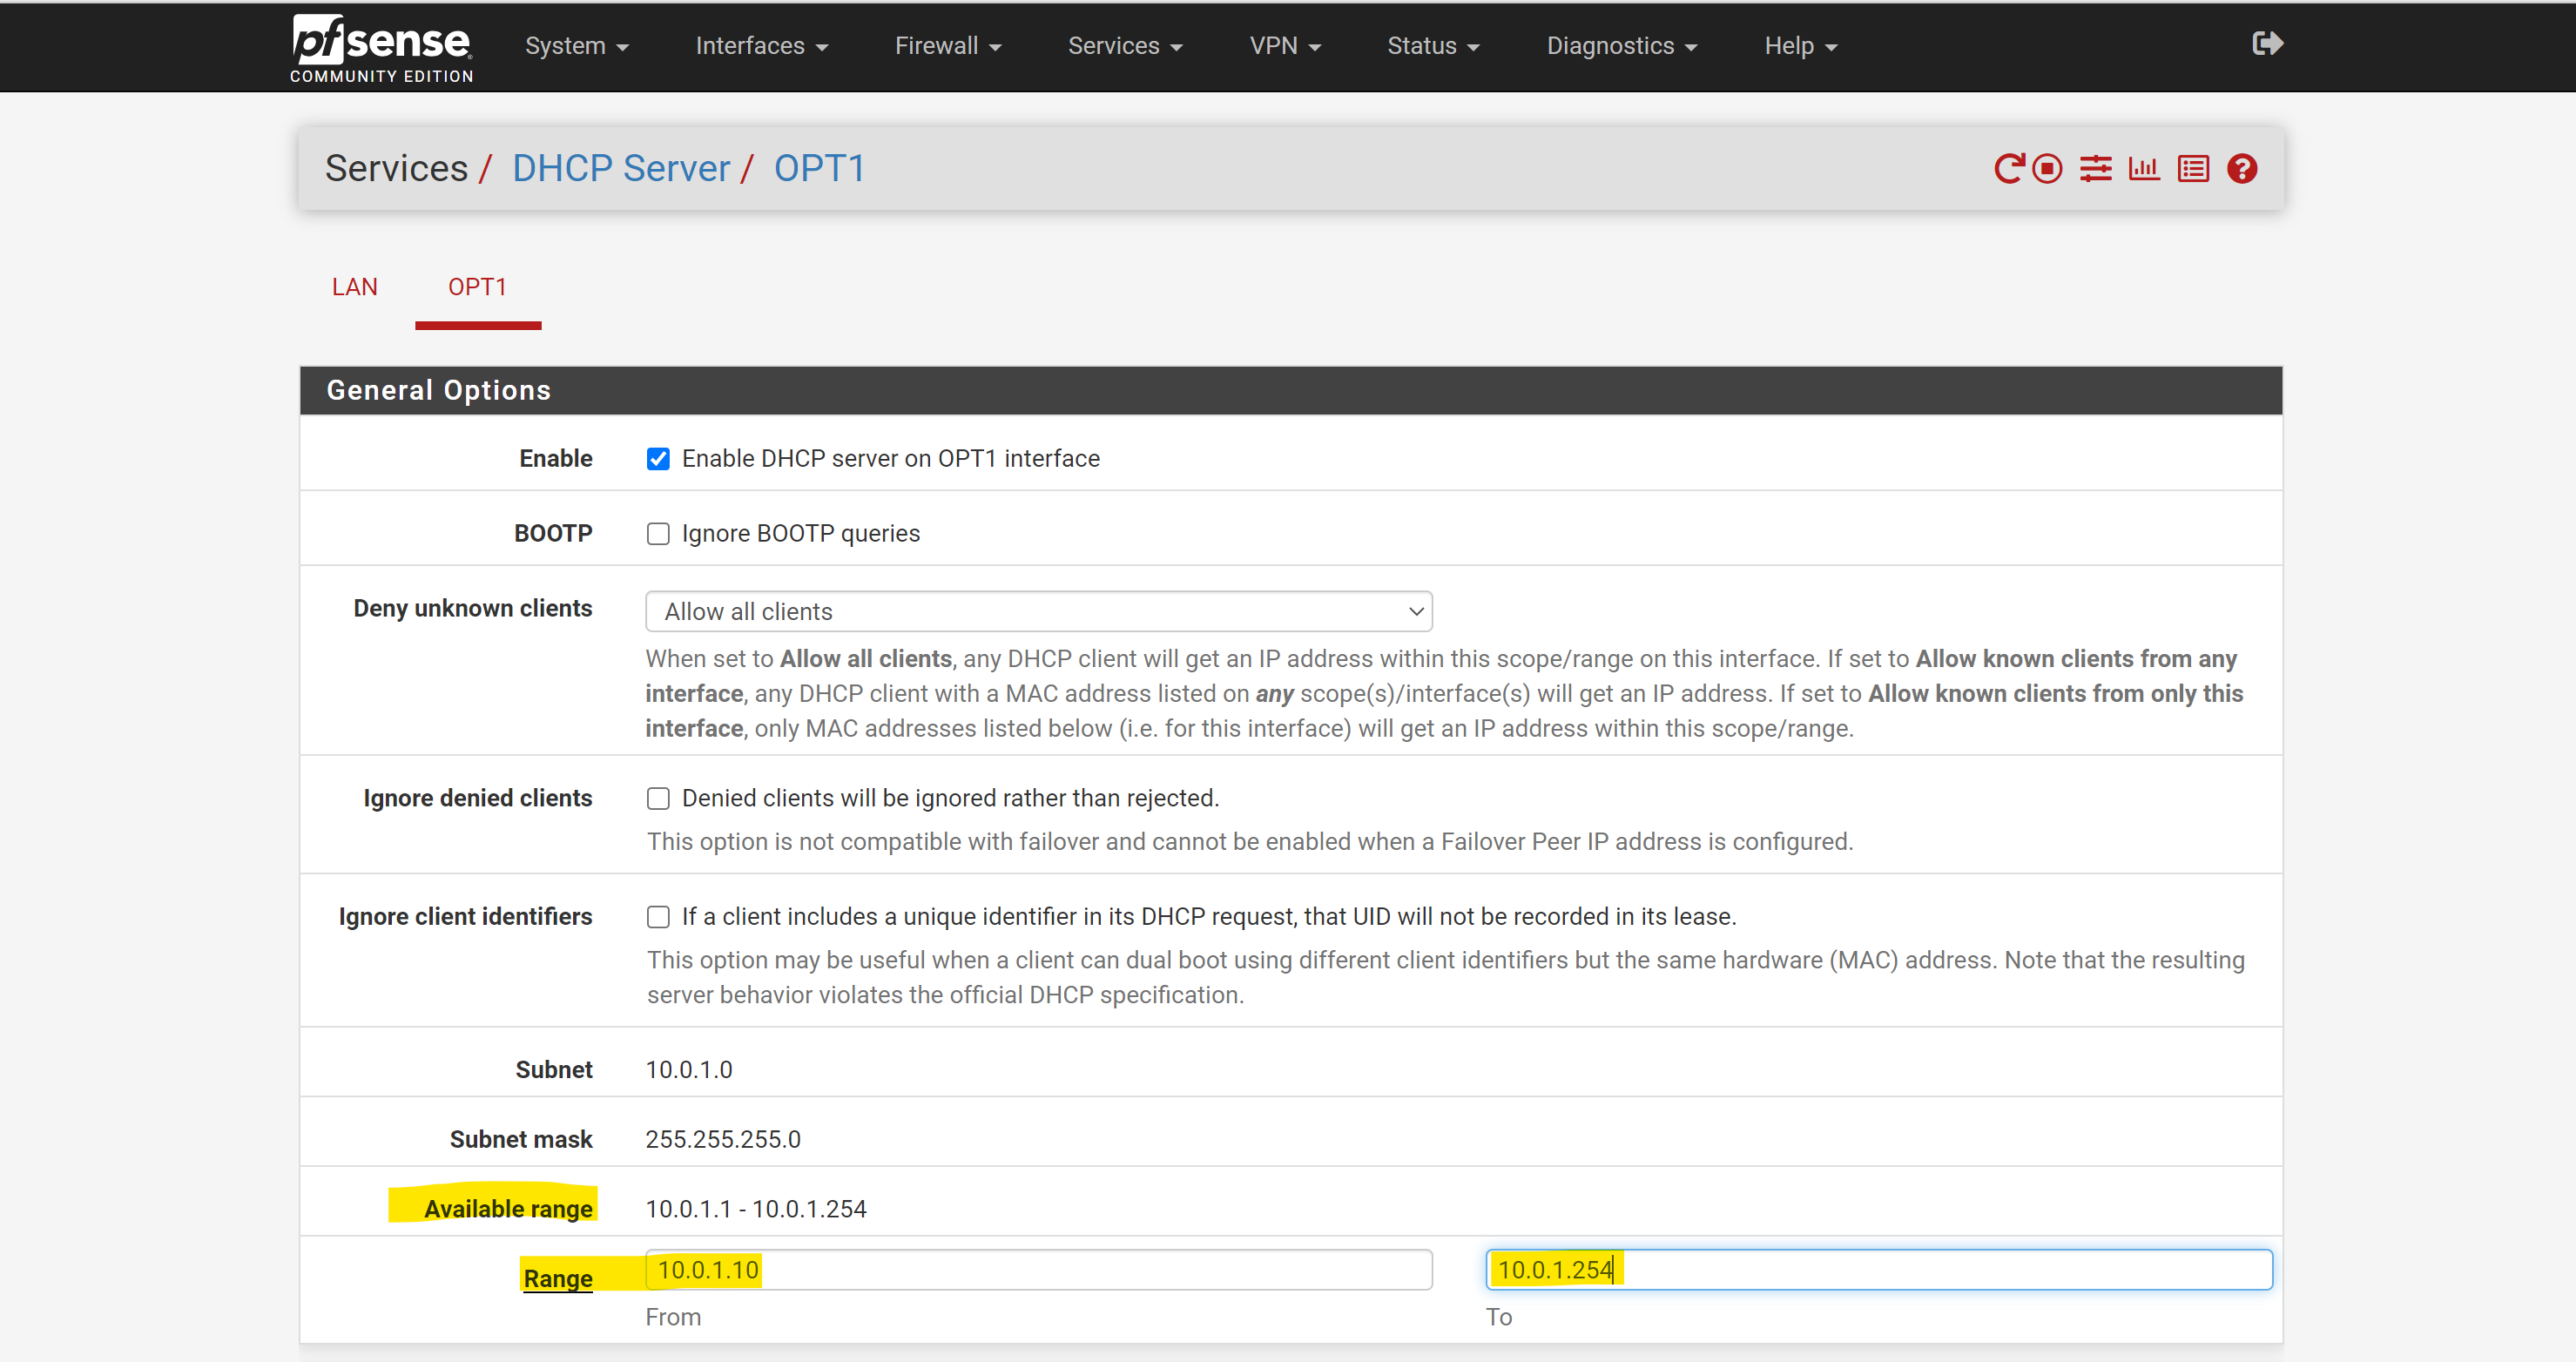 pfsense
COMMUNITY EDITION
System
Interfaces
Firewall
Services
VPN
Status
Diagnostics
Help
Services / DHCP Server / OPT1
LAN
OPT1
General Options
Enable
Enable DHCP server on OPT1 interface
BOOTP
Ignore BOOTP queries
Deny unknown clients
Allow all clients
When set to Allow all clients, any DHCP client will get an IP address within this scope/range on this interface. If set to Allow known clients from any
interface, any DHCP client with a MAC address listed on any scope(s)/interface(s) will get an IP address. If set to Allow known clients from only this
interface, only MAC addresses listed below (i.e. for this interface) will get an IP address within this scope/range.
Ignore denied clients
Denied clients will be ignored rather than rejected.
This option is not compatible with failover and cannot be enabled when a Failover Peer IP address is configured.
Ignore client identifiers
If a client includes a unique identifier in its DHCP request, that UID will not be recorded in its lease.
This option may be useful when a client can dual boot using different client identifiers but the same hardware (MAC) address. Note that the resulting
server behavior violates the official DHCP specification.
Subnet
10.0.1.0
Subnet mask
255.255.255.0
Available range
10.0.1.1 - 10.0.1.254
Range
10.0.1.10
10.0.1.254
From
To